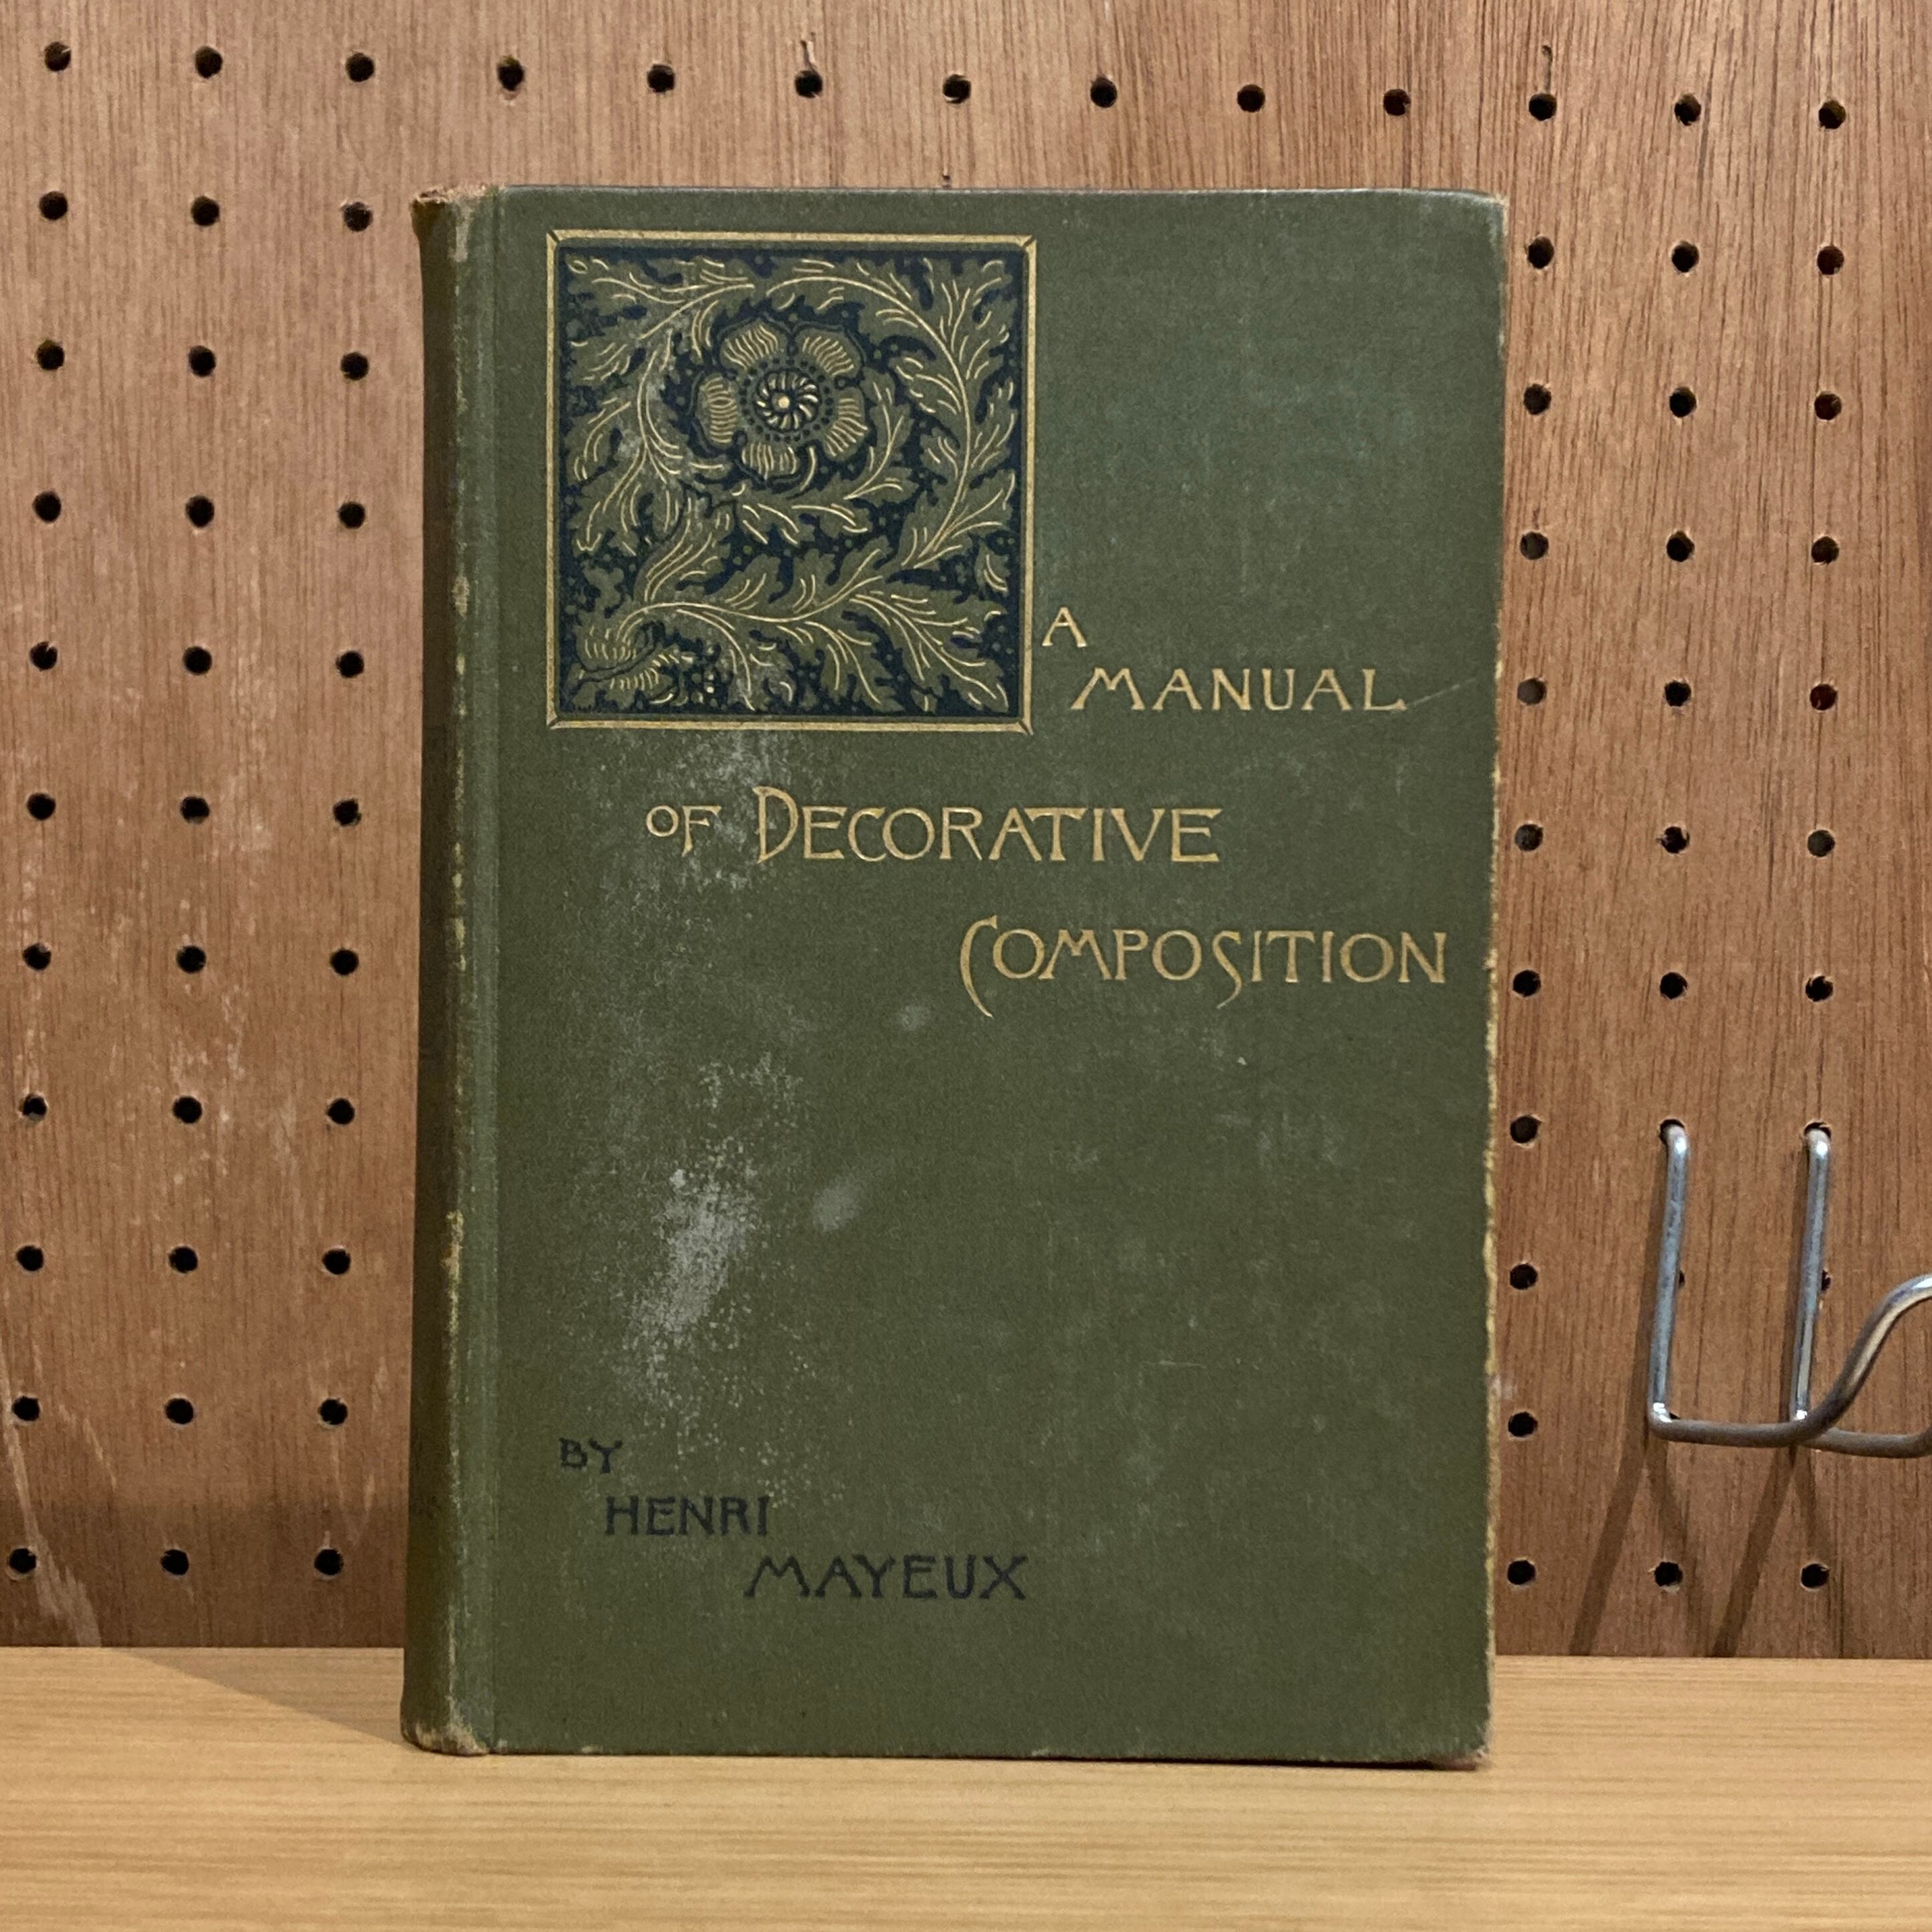 A
MANUAL
OF DECORATIVE
COMPOSITION
BY
HENRI
MAYEUX